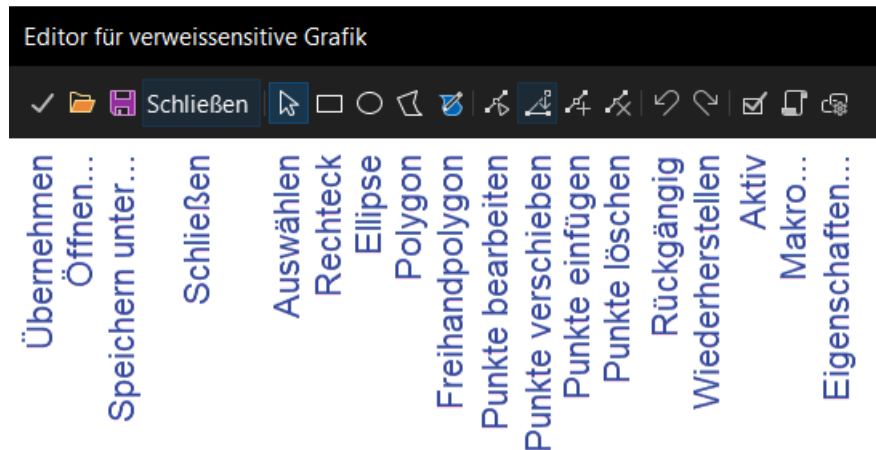 Editor für verweissensitive Grafik
Schließen
Übernehmen
Öffnen...
Speichern unter...
Schließen
Auswählen
Rechteck
Ellipse
Polygon
Freihandpolygon
Punkte bearbeiten
Punkte verschieben
Punkte einfügen
Punkte löschen
Rückgängig
Wiederherstellen
Aktiv
Makro...
Eigenschaften...